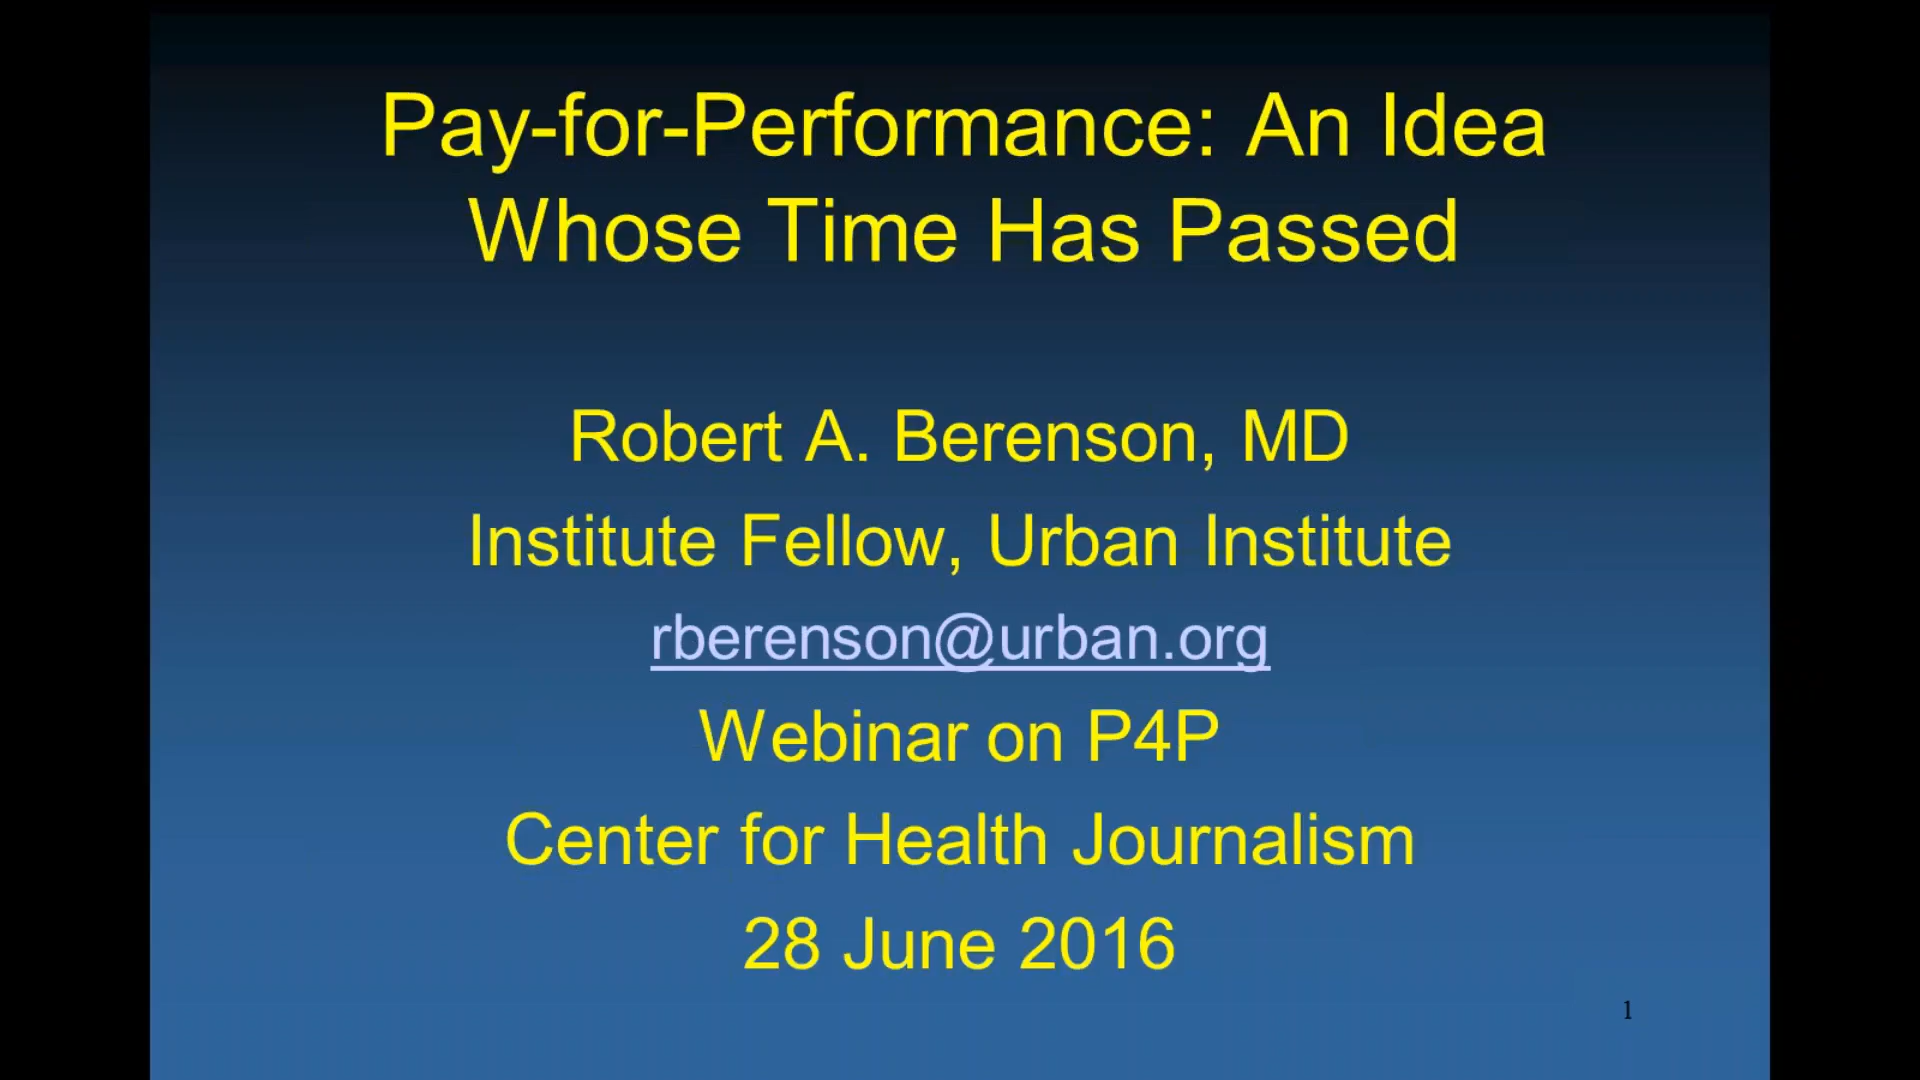 Pay-for-Performance: An Idea
Whose Time Has Passed
Robert A. Berenson, MD
Institute Fellow, Urban Institute
rberenson@urban.org
Webinar on P4P
Center for Health Journalism
28 June 2016
1